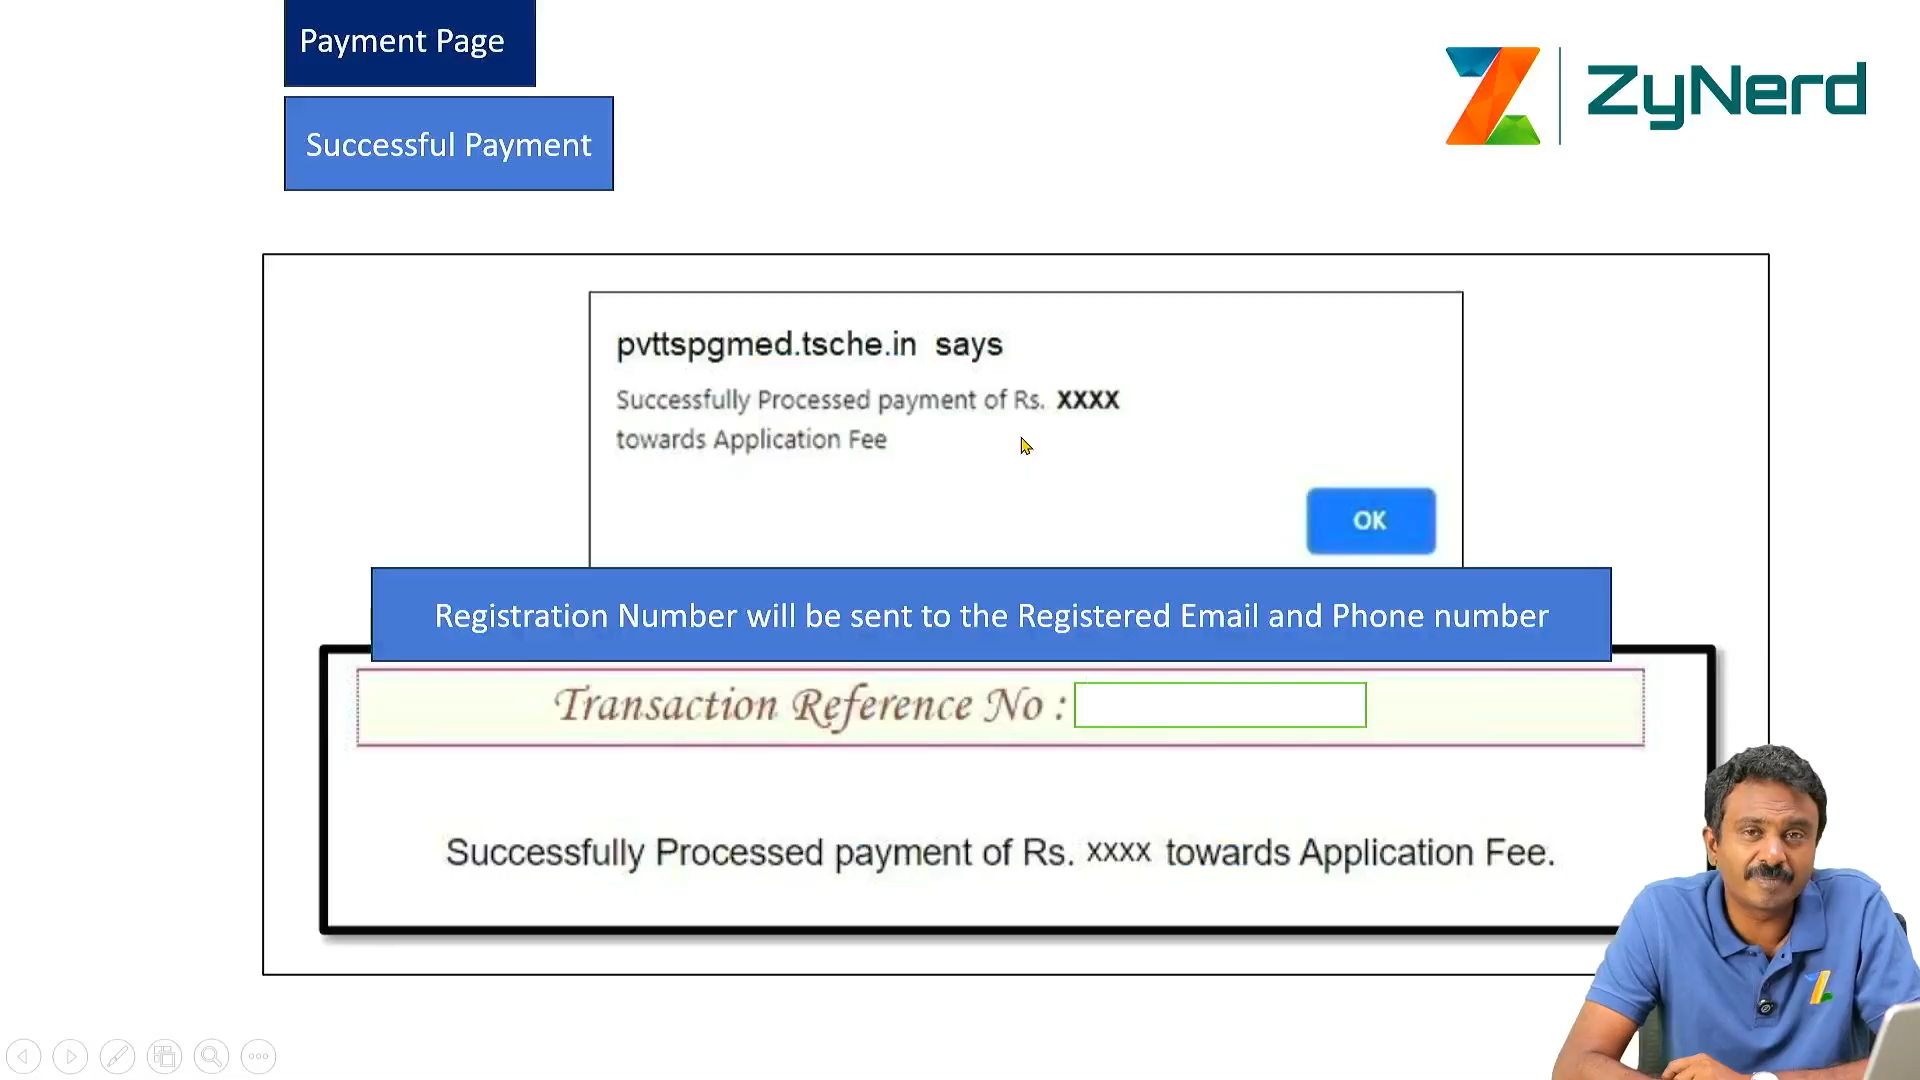 Payment Page
ZyNerd
Successful Payment
pvttspgmed.tsche.in says
Successfully Processed payment of Rs. XXXX
towards Application Fee
OK
Registration Number will be sent to the Registered Email and Phone number
Transaction Reference No :
Successfully Processed payment of Rs. xxxx towards Application Fee.